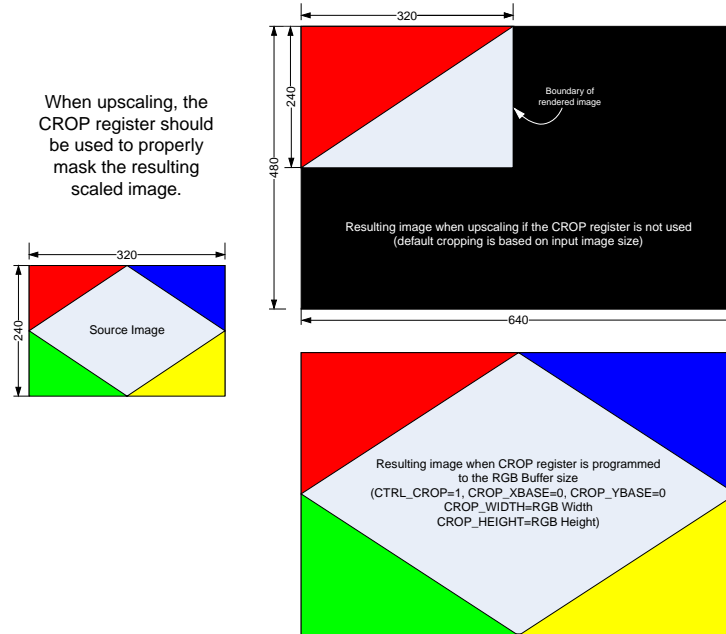 When upscaling, the
CROP register should
be used to properly
mask the resulting
scaled image.
320
240
Source Image
320
240
480
Boundary of
rendered image
Resulting image when upscaling if the CROP register is not used
(default cropping is based on input image size)
640
Resulting image when CROP register is programmed
to the RGB Buffer size
(CTRL_CROP=1, CROP_XBASE=0, CROP_YBASE=0
CROP_WIDTH=RGB Width
CROP_HEIGHT=RGB Height)